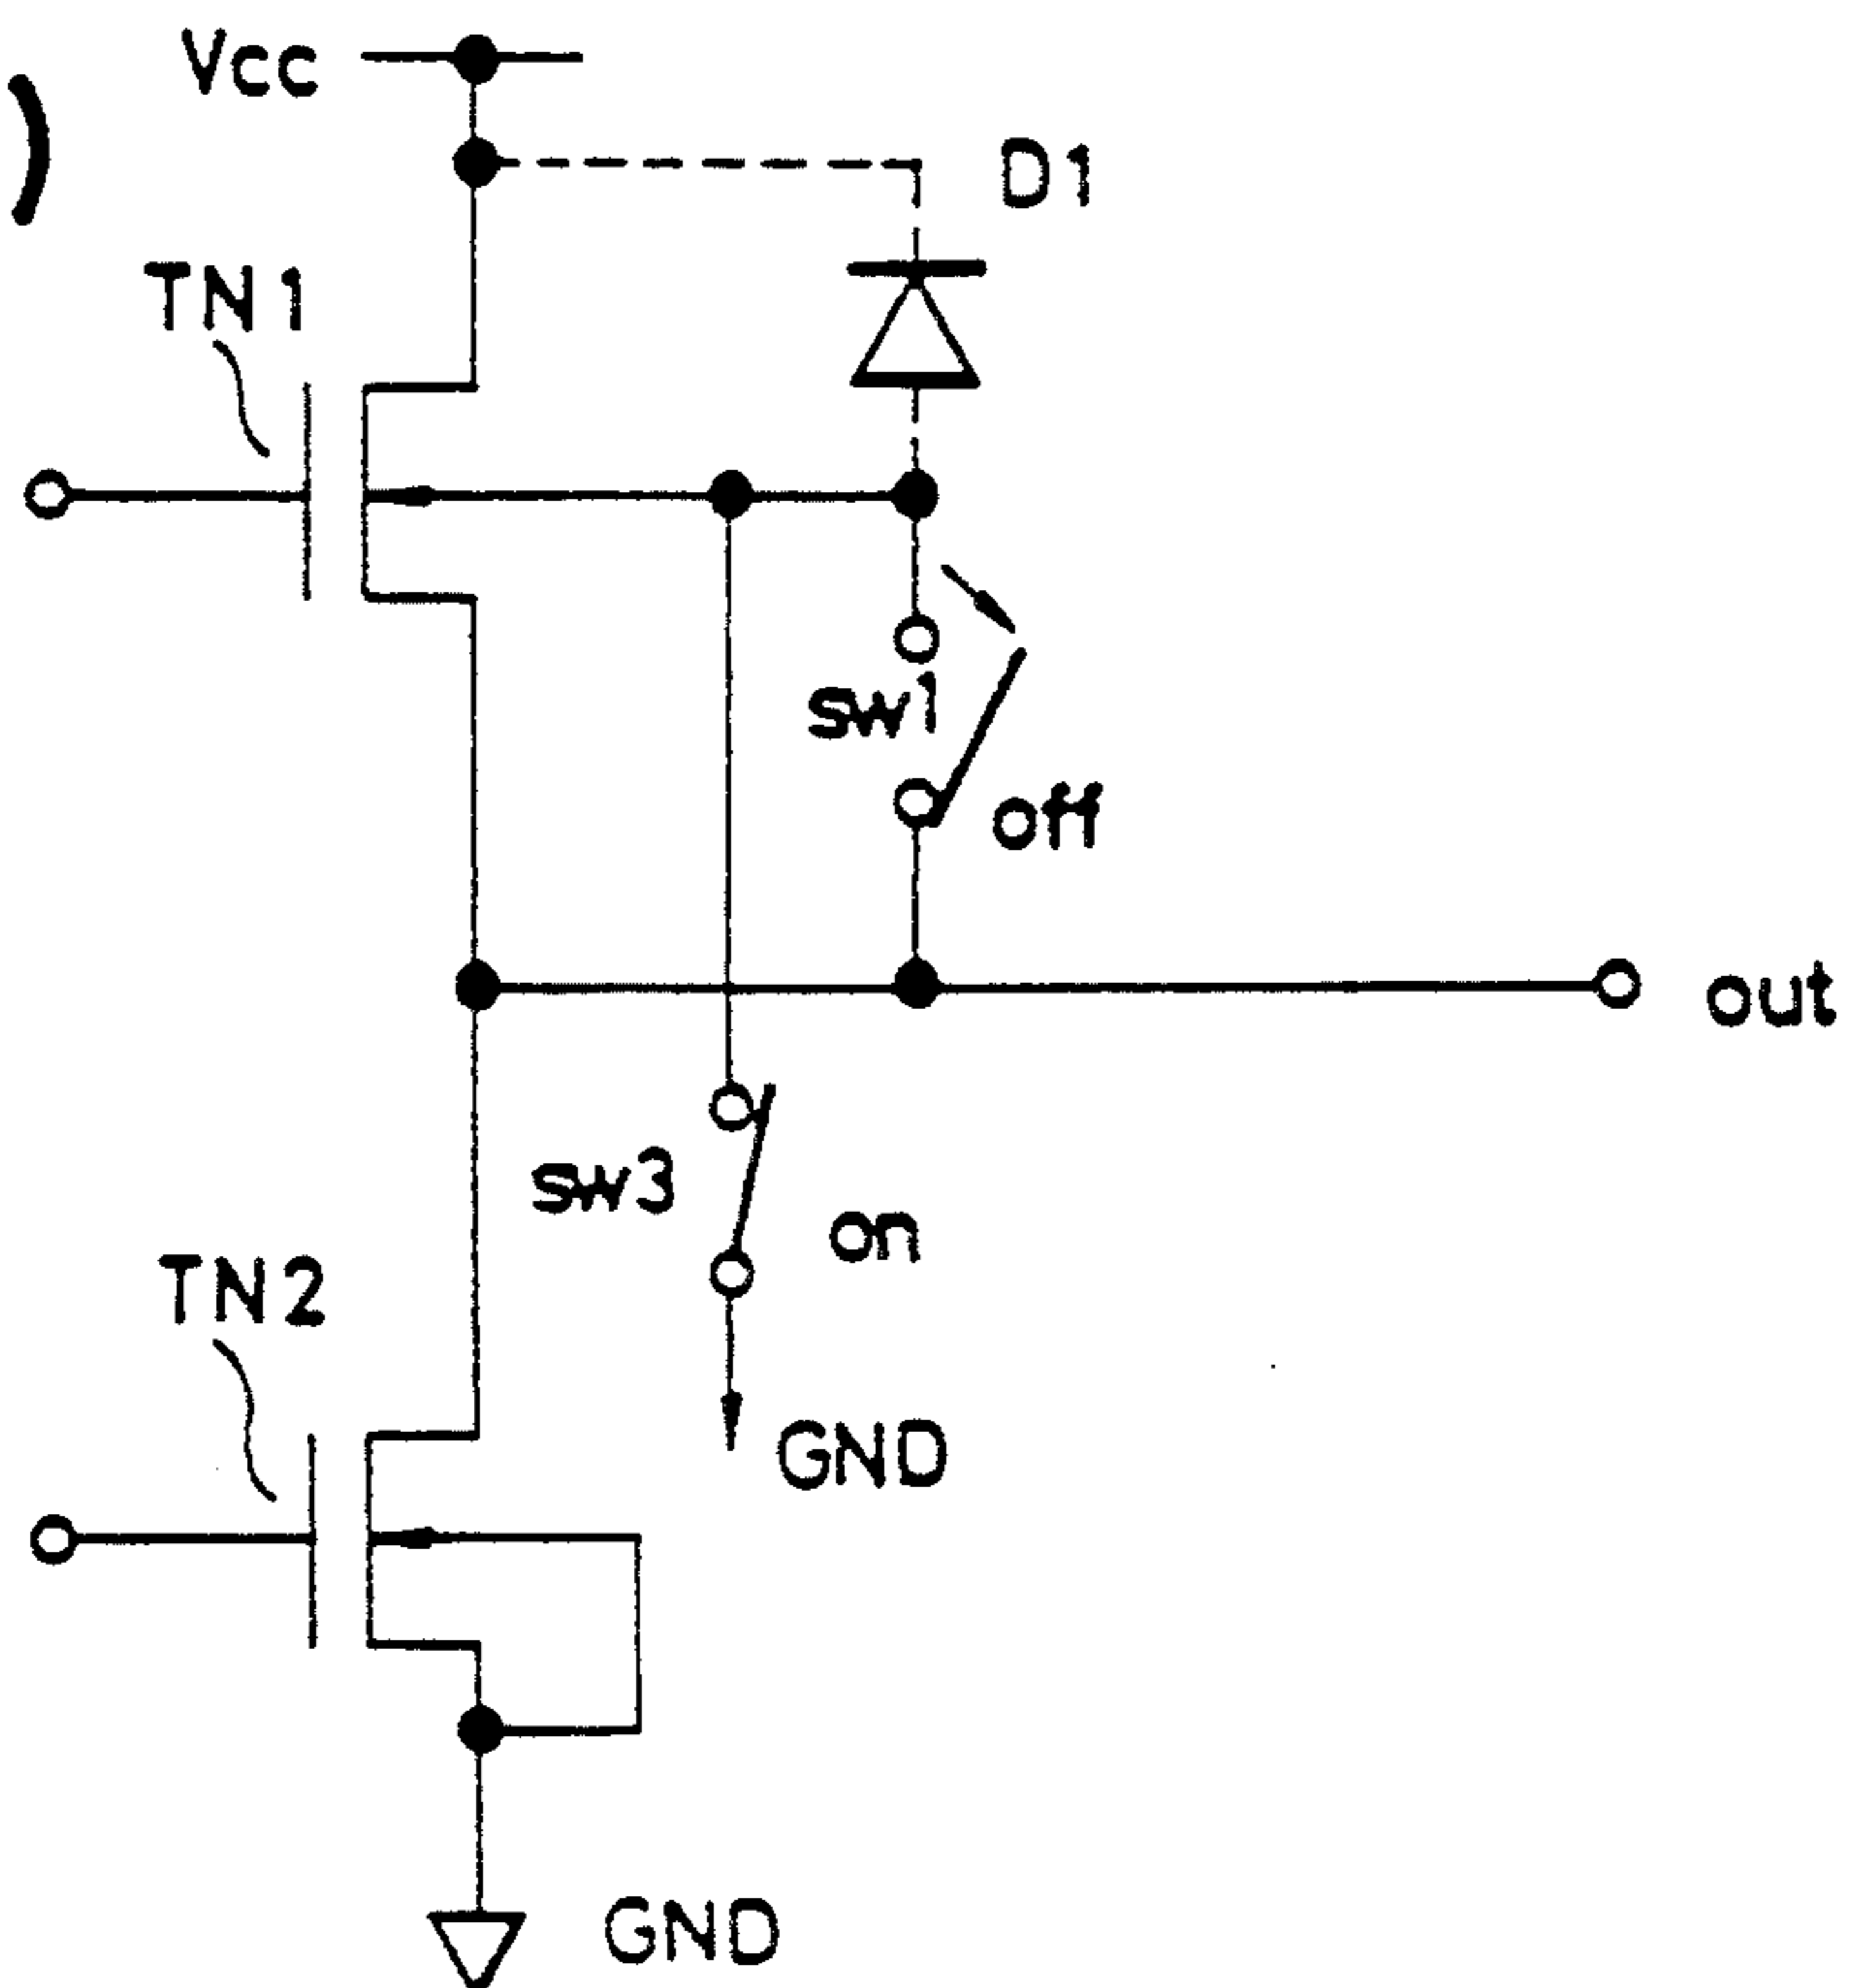 Vcc
)
D1
TN1
sw1
off
out
sw3
on
TN2
GND
GND